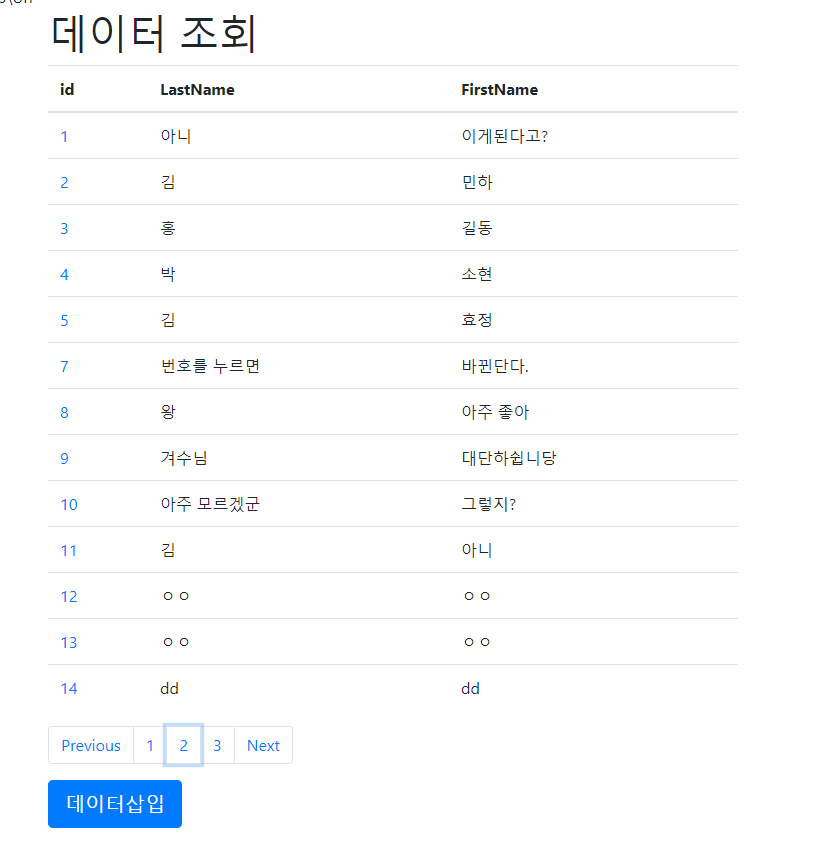 데이터 조회
id LastName FirstName
1 아니 이게된다고?
2 김 민하
3 홍 길동
4 박 소현
5 김 효정
7 번호를 누르면 바뀐단다.
8 왕 아주 좋아
9 겨수님 대단하쉽니당
10 아주 모르겠군 그렇지?
11 김 아니
12 ㅇㅇ ㅇㅇ
13 ㅇㅇ ㅇㅇ
14 dd dd
Previous 1 2 3 Next
데이터삽입